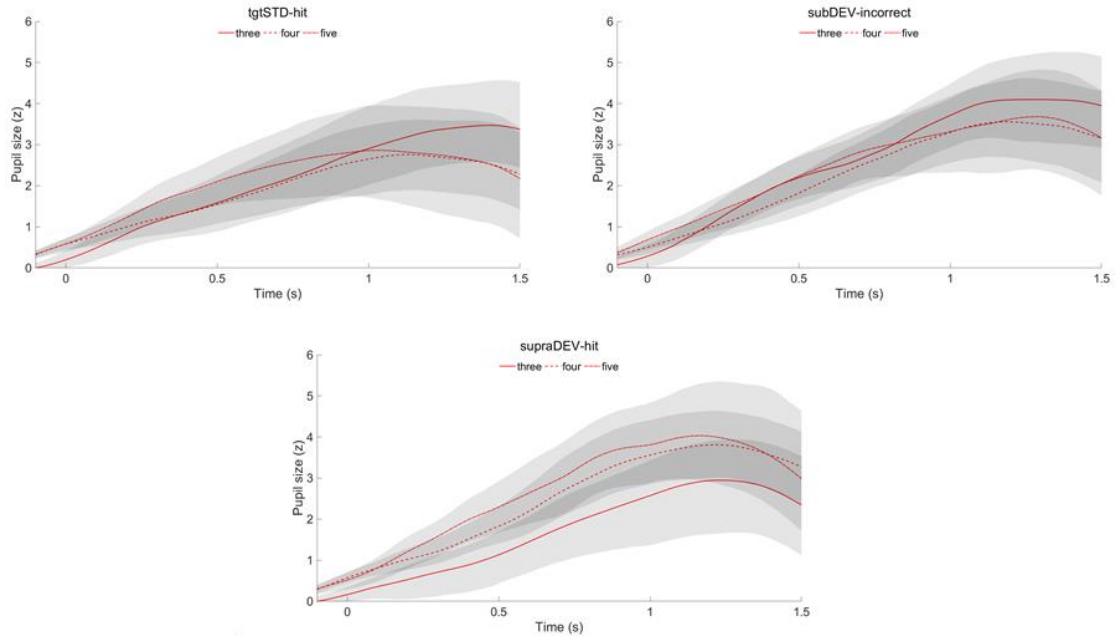 tgtSTD-hit
three four five
6
5
4
3
2
1
0
Pupil size (z)
0 0.5 1 1.5
Time (s)
subDEV-incorrect
three four five
6
5
4
3
2
1
0
Pupil size (z)
0 0.5 1 1.5
Time (s)
supraDEV-hit
three four five
6
5
4
3
2
1
0
Pupil size (z)
0 0.5 1 1.5
Time (s)